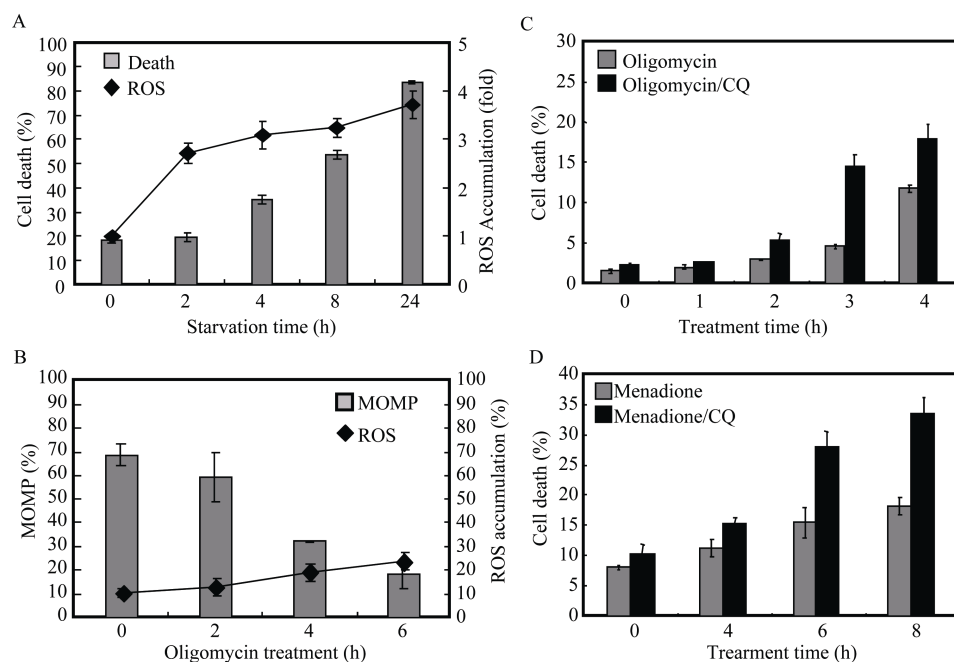 A
Death
ROS
Cell death (%)
100
90
80
70
60
50
40
30
20
10
0
5
4
3
2
1
0
ROS Accumulation (fold)
0 2 4 8 24
Starvation time (h)
B
MOMP
ROS
MOMP (%)
100
90
80
70
60
50
40
30
20
10
0
100
90
80
70
60
50
40
30
20
10
0
ROS accumulation (%)
0 2 4 6
Oligomycin treatment (h)
C
Oligomycin
Oligomycin/CQ
Cell death (%)
30
25
20
15
10
5
0
0 1 2 3 4
Treatment time (h)
D
Menadione
Menadione/CQ
Cell death (%)
40
35
30
25
20
15
10
5
0
0 4 6 8
Trearment time (h)